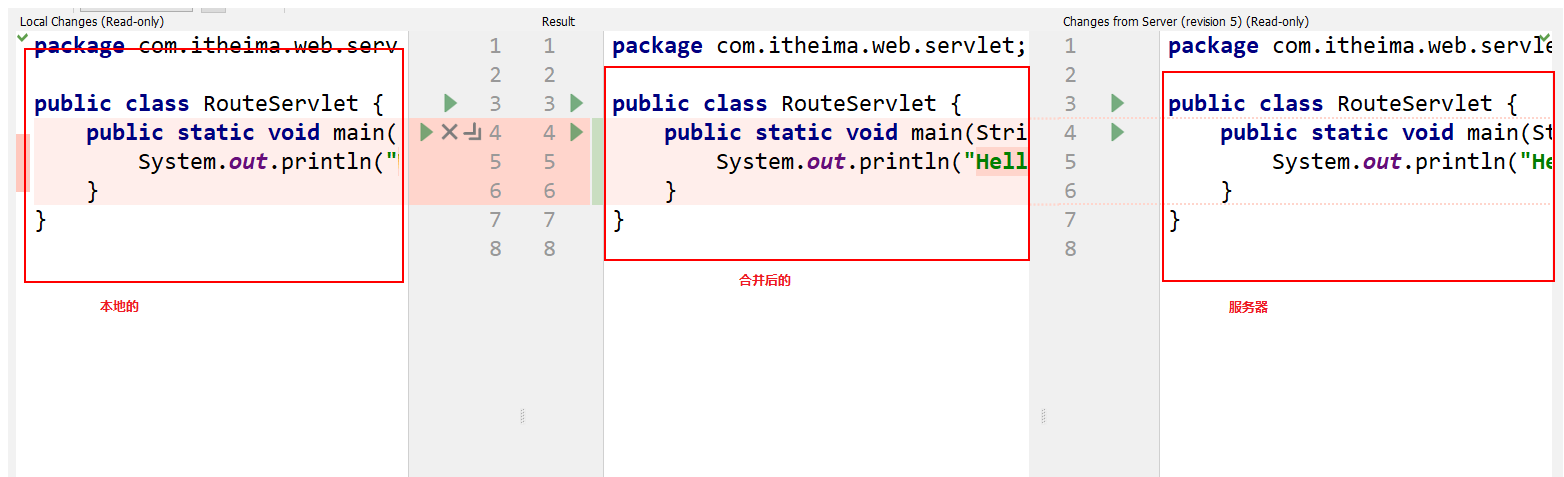 Local Changes (Read-only)
Result
Changes from Server (revision 5) (Read-only)
package com.itheima.web.serv
1 1
package com.itheima.web.servlet;
1
package com.itheima.web.servle
2 2
2
public class RouteServlet {
3 3
public class RouteServlet {
3
public class RouteServlet {
public static void main(
4 4
public static void main(Stri
4
public static void main(St
System.out.println("
5 5
System.out.println("Hell
5
System.out.println("He
}
6 6
}
6
}
}
7 7
}
7
}
8 8
8
本地的
合并后的
服务器